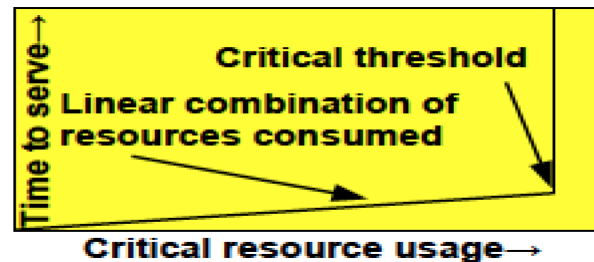 Time to serve→
Critical threshold
Linear combination of
resources consumed
Critical resource usage→